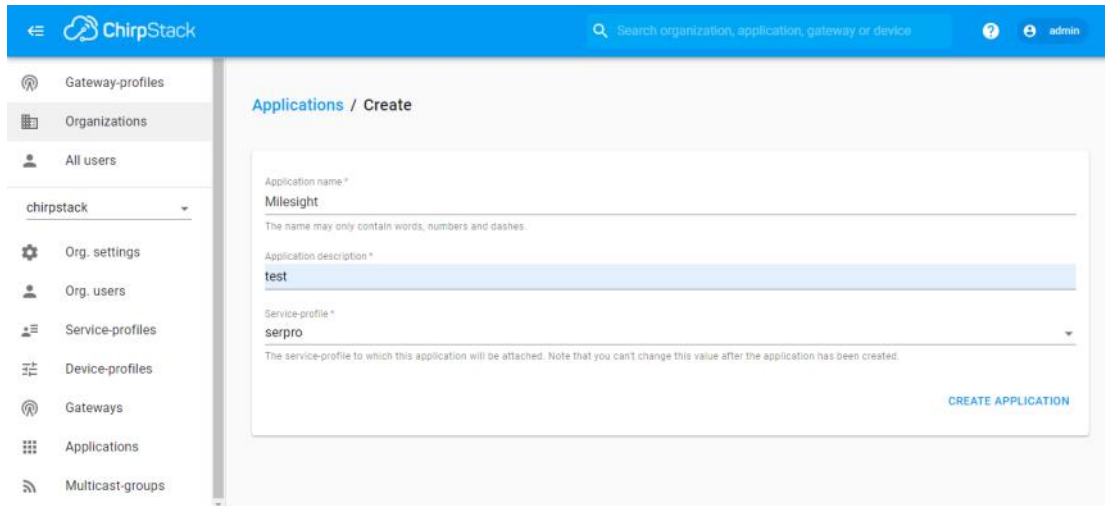 ChirpStack
Search organization, application, gateway or device
? admin
Gateway-profiles
Organizations
All users
chirpstack
Org. settings
Org. users
Service-profiles
Device-profiles
Gateways
Applications
Multicast-groups
Applications / Create
Application name *
Milesight
The name may only contain words, numbers and dashes.
Application description *
test
Service-profile *
serpro
The service-profile to which this application will be attached. Note that you can't change this value after the application has been created.
CREATE APPLICATION